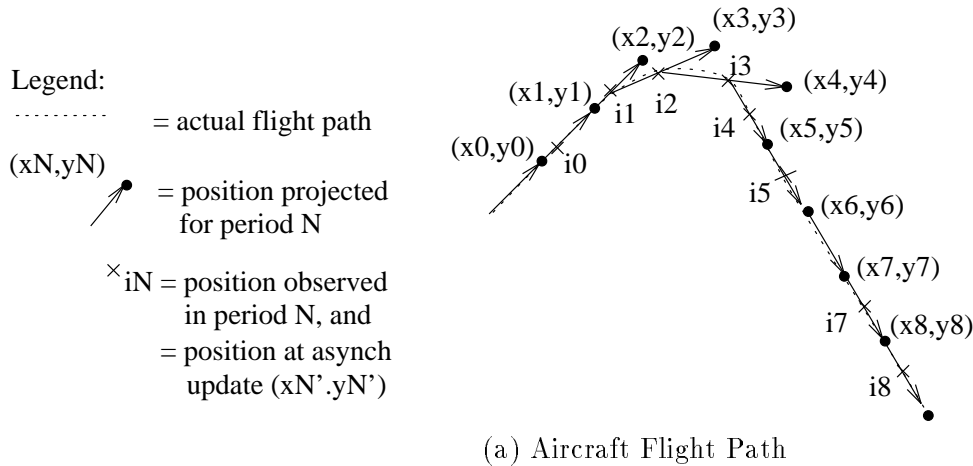 Legend:
= actual flight path
(xN,yN)
= position projected
for period N
× iN = position observed
in period N, and
= position at asynch
update (xN'.yN')
(x0,y0)
i0
(x1,y1)
i1
(x2,y2)
i2
(x3,y3)
i3
(x4,y4)
i4
(x5,y5)
i5
(x6,y6)
(x7,y7)
i7
(x8,y8)
i8
(a) Aircraft Flight Path